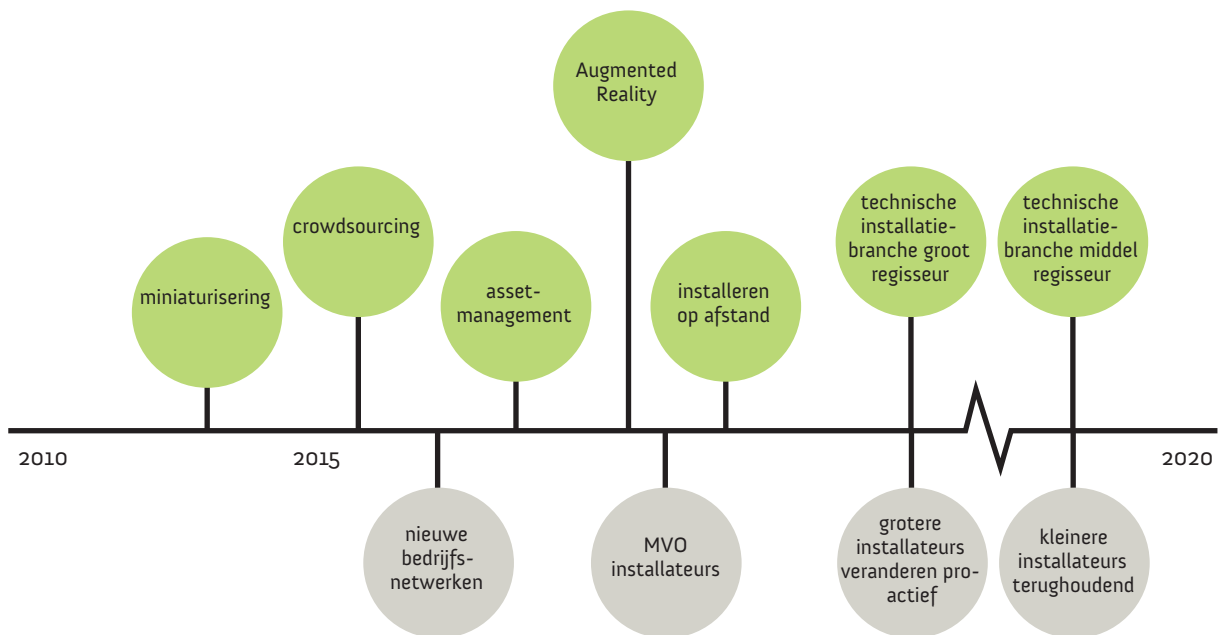 Augmented
Reality
crowdsourcing
miniaturisering
asset-
management
installeren
op afstand
technische
installatie-
branche groot
regisseur
technische
installatie-
branche middel
regisseur
2010
2015
2020
nieuwe
bedrijfs-
netwerken
MVO
installateurs
grotere
installateurs
veranderen pro-
actief
kleinere
installateurs
terughoudend